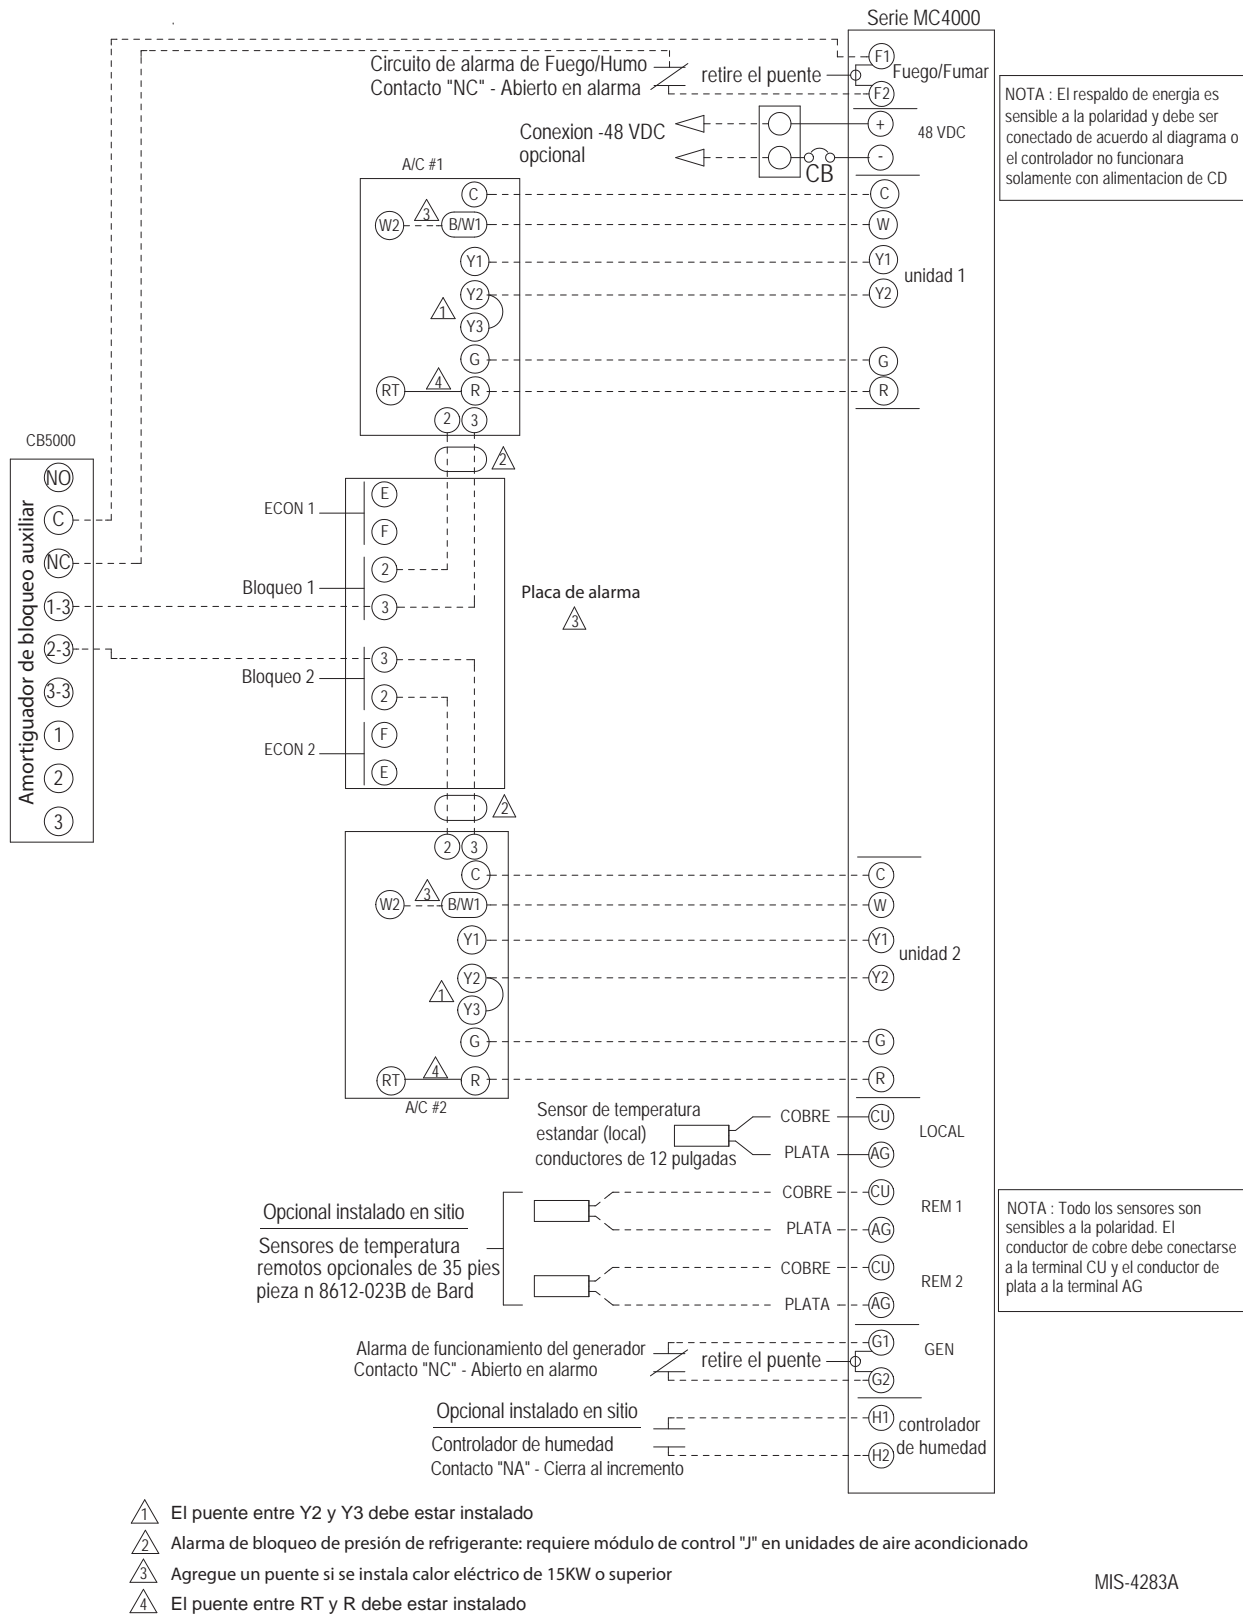 Serie MC4000
Circuito de alarma de Fuego/Humo
Contacto "NC" - Abierto en alarma
retire el puente
F1
Fuego/Fumar
F2
NOTA : El respaldo de energia es
sensible a la polaridad y debe ser
conectado de acuerdo al diagrama o
el controlador no funcionara
solamente con alimentacion de CD
Conexion -48 VDC
opcional
+
48 VDC
-
CB
A/C #1
C
C
W2
3
B/W1
W
Y1
Y1
unidad 1
Y2
Y2
1
Y3
G
G
RT
4
R
R
2
3
2
CB5000
Amortiguador de bloqueo auxiliar
NO
C
NC
1-3
2-3
3-3
1
2
3
ECON 1
E
F
Bloqueo 1
2
3
Placa de alarma
3
Bloqueo 2
3
2
ECON 2
F
E
2
2
3
C
C
W2
3
B/W1
W
Y1
Y1
unidad 2
Y2
Y2
1
Y3
G
G
RT
4
R
R
A/C #2
Sensor de temperatura
estandar (local)
conductores de 12 pulgadas
COBRE
CU
LOCAL
PLATA
AG
Opcional instalado en sitio
Sensores de temperatura
remotos opcionales de 35 pies
pieza n 8612-023B de Bard
COBRE
CU
REM 1
PLATA
AG
COBRE
CU
REM 2
PLATA
AG
NOTA : Todo los sensores son
sensibles a la polaridad. El
conductor de cobre debe conectarse
a la terminal CU y el conductor de
plata a la terminal AG
Alarma de funcionamiento del generador
Contacto "NC" - Abierto en alarmo
retire el puente
G1
GEN
G2
Opcional instalado en sitio
Controlador de humedad
Contacto "NA" - Cierra al incremento
H1
controlador
de humedad
H2
1 El puente entre Y2 y Y3 debe estar instalado
2 Alarma de bloqueo de presión de refrigerante: requiere módulo de control "J" en unidades de aire acondicionado
3 Agregue un puente si se instala calor eléctrico de 15KW o superior
4 El puente entre RT y R debe estar instalado
MIS-4283A